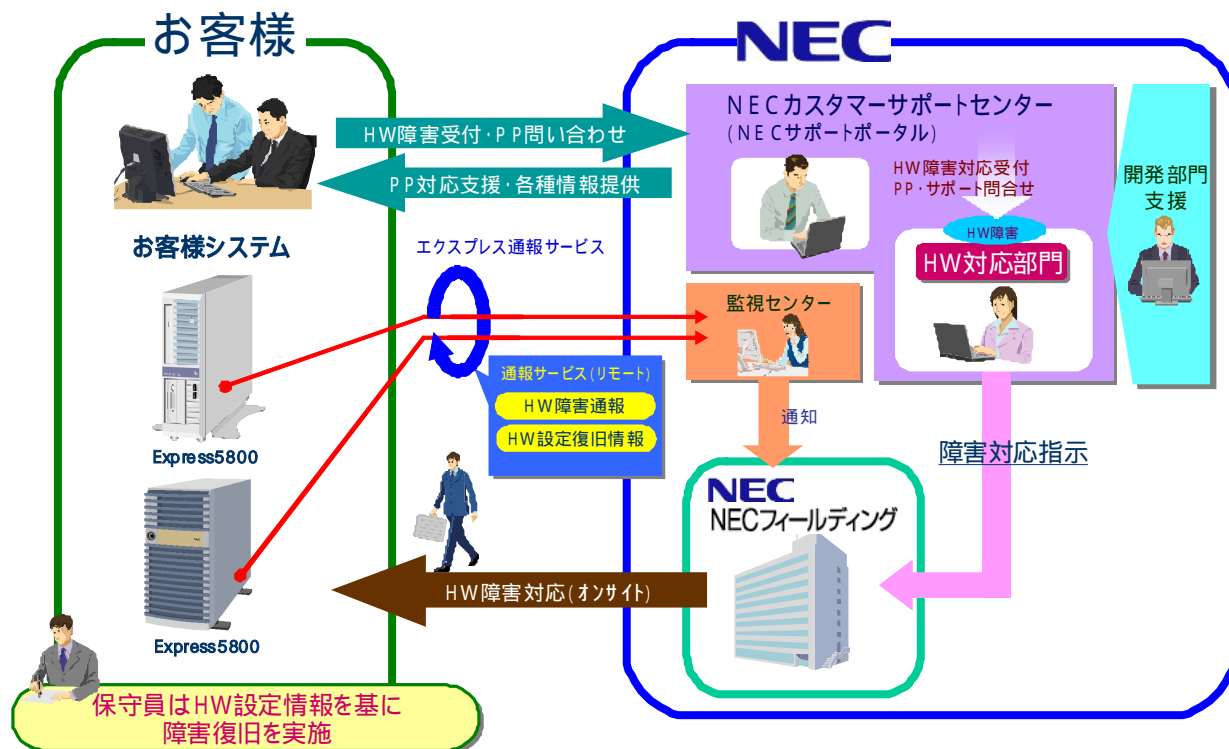 お客様
NEC
NECカスタマーサポートセンター
(NECサポートポータル)
HW障害受付・PP問い合わせ
PP対応支援・各種情報提供
HW障害対応受付
PP・サポート問合せ
開発部門
支援
HW障害
HW対応部門
お客様システム
エクスプレス通報サービス
監視センター
通報サービス(リモート)
HW障害通報
HW設定復旧情報
通知
障害対応指示
Express5800
NEC
NECフィールディング
HW障害対応(オンサイト)
Express5800
保守員はHW設定情報を基に
障害復旧を実施